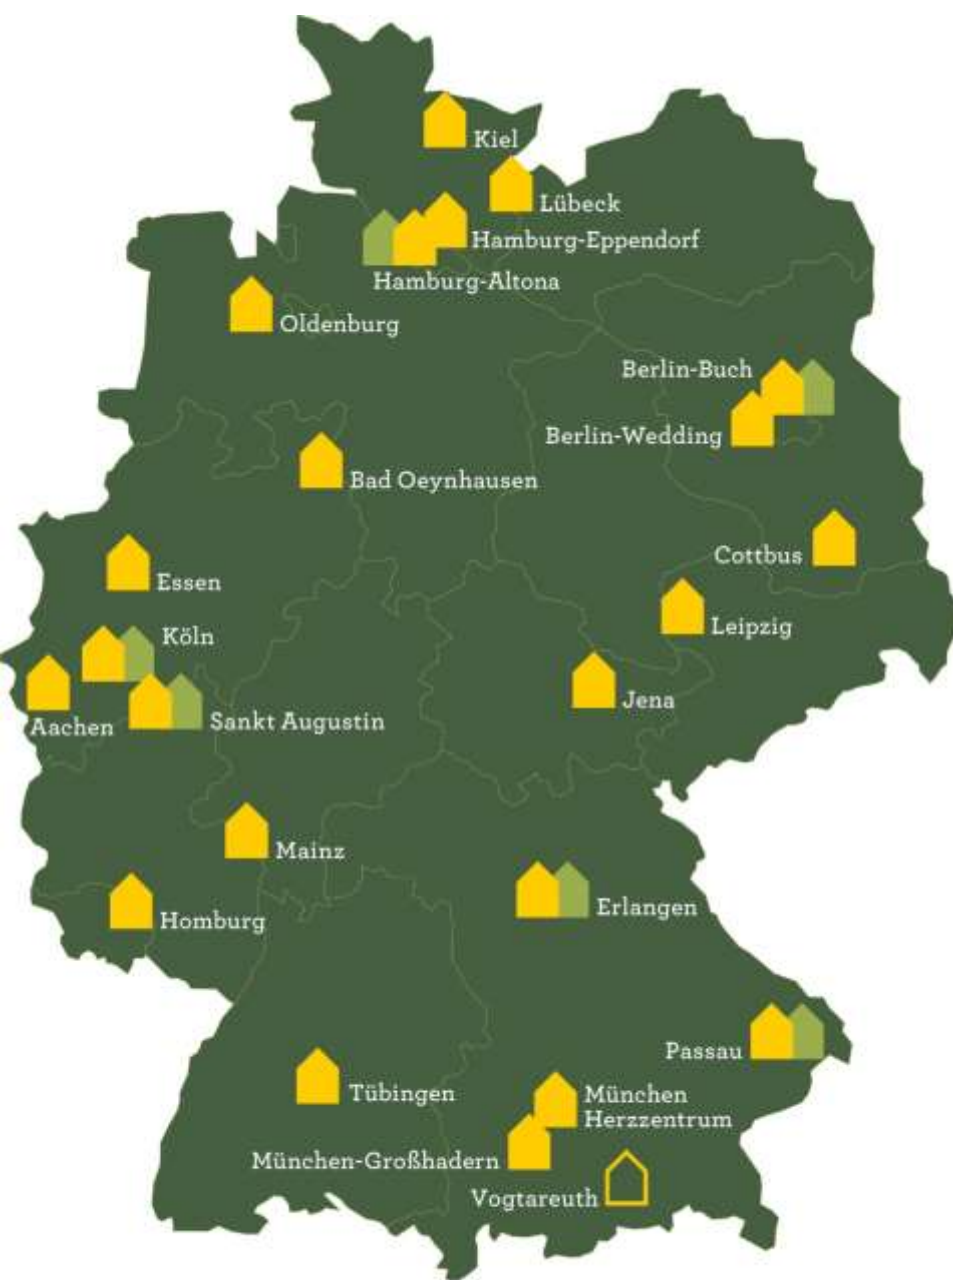 Kiel
Lübeck
Hamburg-Eppendorf
Hamburg-Altona
Oldenburg
Berlin-Buch
Berlin-Wedding
Bad Oeynhausen
Cottbus
Essen
Leipzig
Köln
Jena
Sankt Augustin
Aachen
Mainz
Erlangen
Homburg
Passau
Tübingen
München
Herzzentrum
München-Großhadern
Vogtareuth